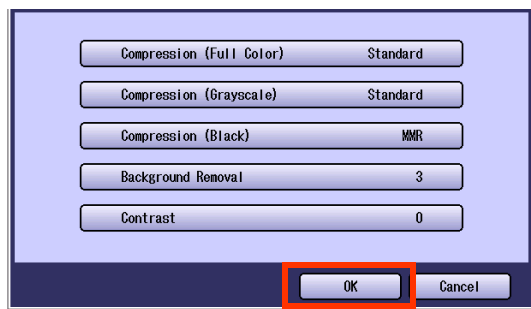 Compression (Full Color) Standard
Compression (Grayscale) Standard
Compression (Black) MMR
Background Removal 3
Contrast 0
OK Cancel